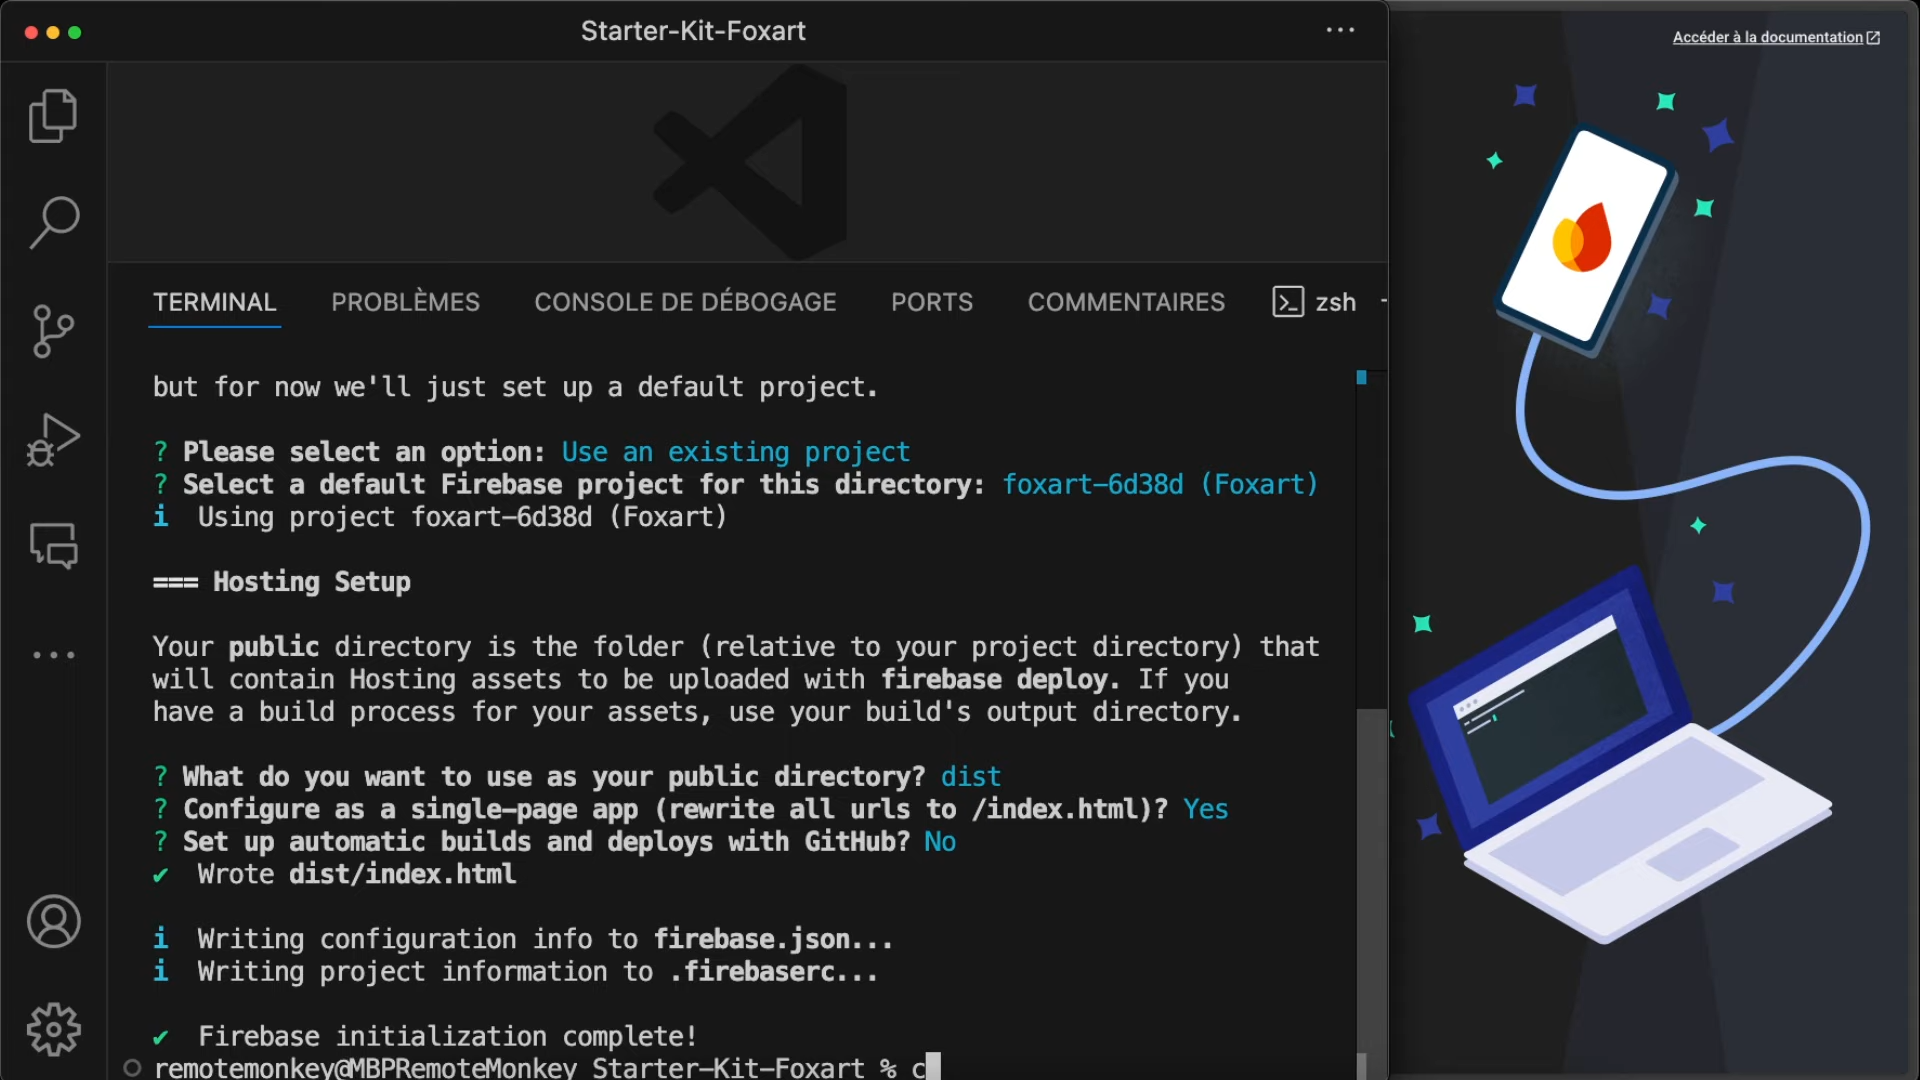 Starter-Kit-Foxart
Accéder à la documentation
TERMINAL PROBLÈMES CONSOLE DE DÉBOGAGE PORTS COMMENTAIRES zsh
but for now we'll just set up a default project.
? Please select an option: Use an existing project
? Select a default Firebase project for this directory: foxart-6d38d (Foxart)
i Using project foxart-6d38d (Foxart)
=== Hosting Setup
Your public directory is the folder (relative to your project directory) that
will contain Hosting assets to be uploaded with firebase deploy. If you
have a build process for your assets, use your build's output directory.
? What do you want to use as your public directory? dist
? Configure as a single-page app (rewrite all urls to /index.html)? Yes
? Set up automatic builds and deploys with GitHub? No
✔ Wrote dist/index.html
i Writing configuration info to firebase.json...
i Writing project information to .firebaserc...
✔ Firebase initialization complete!
remotemonkey@MBPRemoteMonkey Starter-Kit-Foxart % c